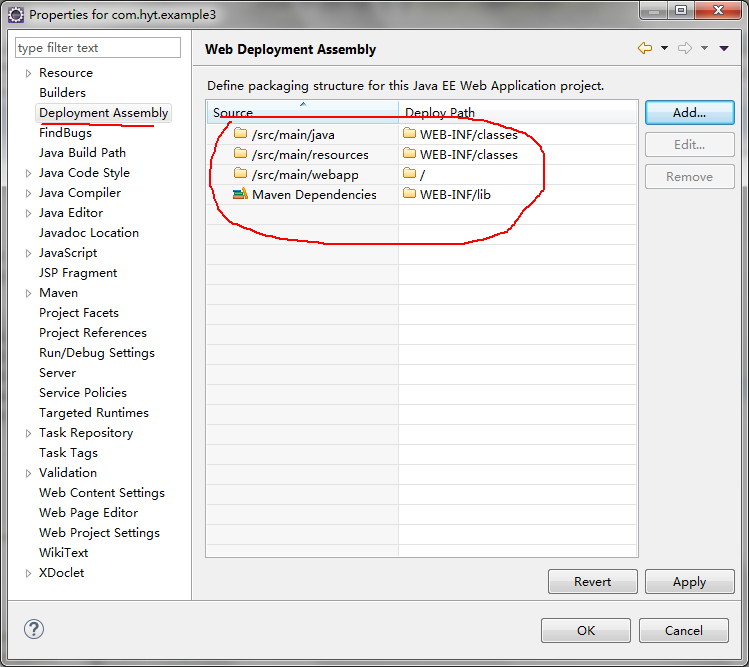 Properties for com.hyt.example3
type filter text
Resource
Builders
Deployment Assembly
FindBugs
Java Build Path
Java Code Style
Java Compiler
Java Editor
Javadoc Location
JavaScript
JSP Fragment
Maven
Project Facets
Project References
Run/Debug Settings
Server
Service Policies
Targeted Runtimes
Task Repository
Task Tags
Validation
Web Content Settings
Web Page Editor
Web Project Settings
WikiText
XDoclet
Web Deployment Assembly
Define packaging structure for this Java EE Web Application project.
Source Deploy Path
/src/main/java WEB-INF/classes
/src/main/resources WEB-INF/classes
/src/main/webapp /
Maven Dependencies WEB-INF/lib
Add...
Edit...
Remove
Revert Apply
? OK Cancel